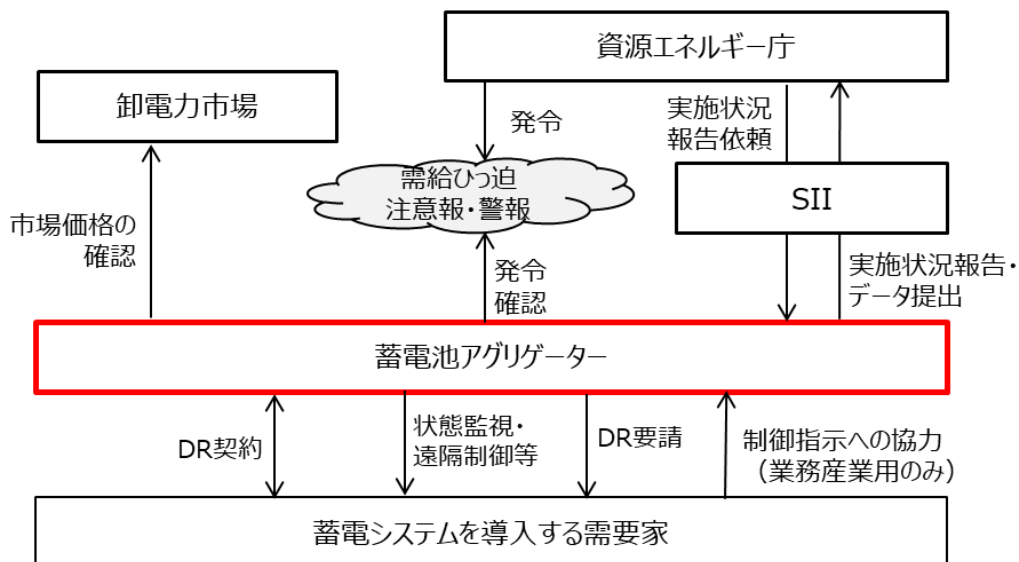 資源エネルギー庁
卸電力市場
発令
実施状況
報告依頼
需給ひっ迫
注意報・警報
SII
市場価格の
確認
発令
確認
実施状況報告・
データ提出
蓄電池アグリゲーター
DR契約
状態監視・
遠隔制御等
DR要請
制御指示への協力
（業務産業用のみ）
蓄電システムを導入する需要家